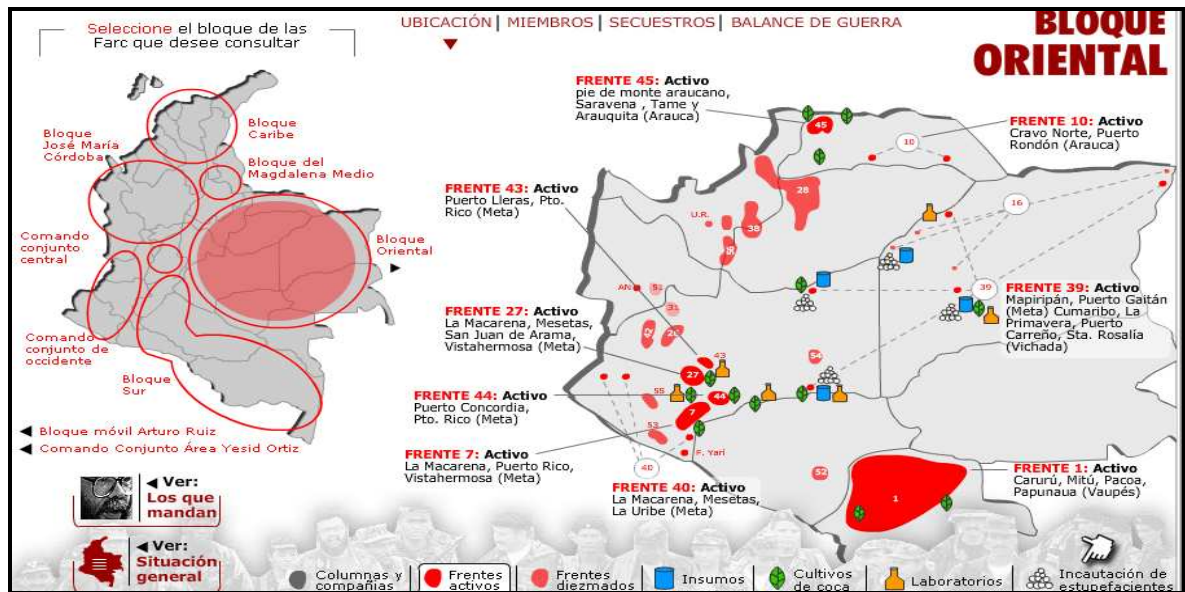 Seleccione el bloque de las
Farc que desee consultar
UBICACIÓN | MIEMBROS | SECUESTROS | BALANCE DE GUERRA
BLOQUE
ORIENTAL
Bloque
Caribe
Bloque
José María
Córdoba
Bloque del
Magdalena Medio
Comando
conjunto
central
Bloque
Oriental
Comando
conjunto de
occidente
Bloque
Sur
Bloque móvil Arturo Ruiz
Comando Conjunto Área Yesid Ortiz
Ver:
Los que
mandan
Ver:
Situación
general
FRENTE 45: Activo
pie de monte araucano,
Saravena , Tame y
Arauquita (Arauca)
FRENTE 10: Activo
Cravo Norte, Puerto
Rondón (Arauca)
FRENTE 43: Activo
Puerto Lleras, Pto.
Rico (Meta)
FRENTE 27: Activo
La Macarena, Mesetas,
San Juan de Arama,
Vistahermosa (Meta)
FRENTE 39: Activo
Mapiripán, Puerto Gaitán
(Meta) Cumaribo, La
Primavera, Puerto
Carreño, Sta. Rosalía
(Vichada)
FRENTE 44: Activo
Puerto Concordia,
Pto. Rico (Meta)
FRENTE 7: Activo
La Macarena, Puerto Rico,
Vistahermosa (Meta)
FRENTE 40: Activo
La Macarena, Mesetas,
La Uribe (Meta)
FRENTE 1: Activo
Carurú, Mitú, Pacoa,
Papunaua (Vaupés)
45
10
28
16
U.R.
38
39
AN.
51
31
26
43
54
27
55
44
7
53
F. Yarí
40
52
1
Columnas y
compañias
Frentes
activos
Frentes
diezmados
Insumos
Cultivos
de coca
Laboratorios
Incautación de
estupefacientes